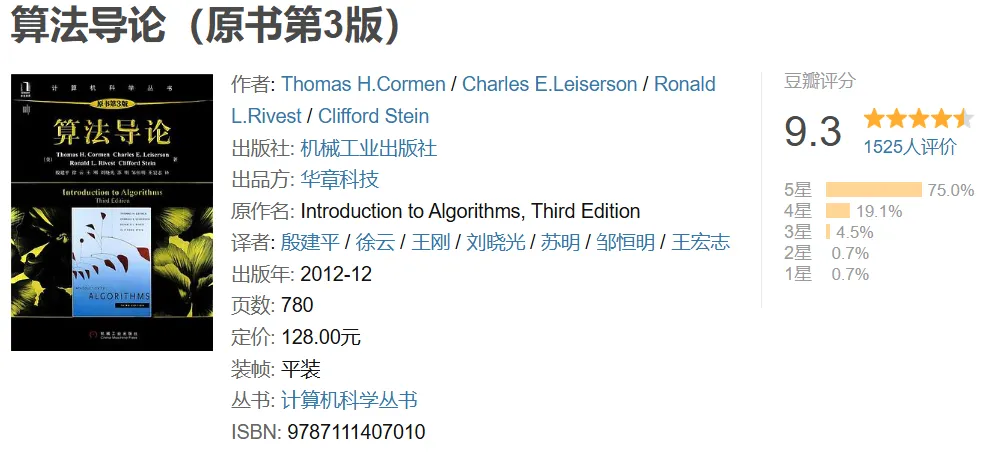 算法导论（原书第3版）
计算机科学丛书
原书第3版
算法导论
Thomas H. Cormen Charles E. Leiserson
[美] Ronald L. Rivest Clifford Stein 著
殷建平 徐云 王刚 刘晓光 苏明 邹恒明 王宏志 译
Introduction to Algorithms
Third Edition
ALGORITHMS
THIRD EDITION
机械工业出版社
China Machine Press
作者: Thomas H.Cormen / Charles E.Leiserson / Ronald
L.Rivest / Clifford Stein
出版社: 机械工业出版社
出品方: 华章科技
原作名: Introduction to Algorithms, Third Edition
译者: 殷建平 / 徐云 / 王刚 / 刘晓光 / 苏明 / 邹恒明 / 王宏志
出版年: 2012-12
页数: 780
定价: 128.00元
装帧: 平装
丛书: 计算机科学丛书
ISBN: 9787111407010
豆瓣评分
9.3
1525人评价
5星 75.0%
4星 19.1%
3星 4.5%
2星 0.7%
1星 0.7%